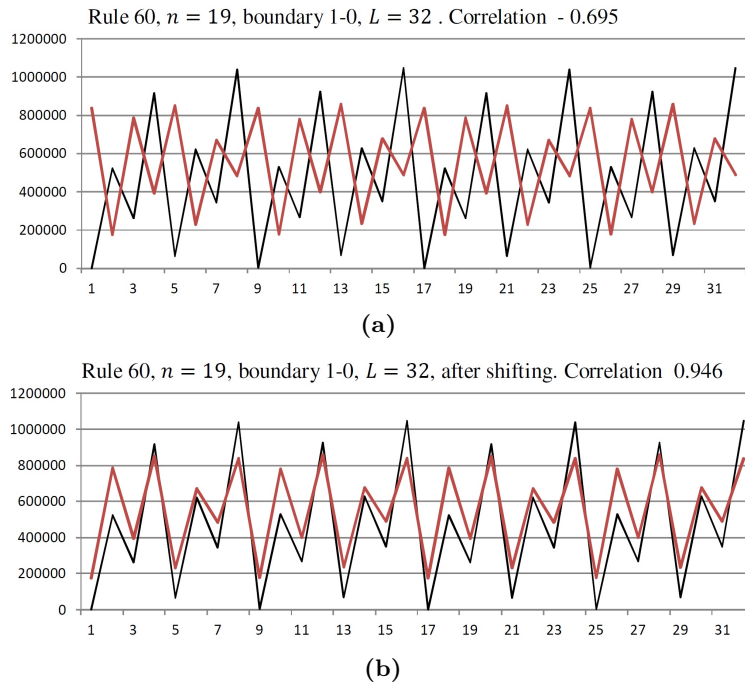 Rule 60, n = 19, boundary 1-0, L = 32 . Correlation - 0.695
1200000
1000000
800000
600000
400000
200000
0
1 3 5 7 9 11 13 15 17 19 21 23 25 27 29 31
(a)
Rule 60, n = 19, boundary 1-0, L = 32, after shifting. Correlation 0.946
1200000
1000000
800000
600000
400000
200000
0
1 3 5 7 9 11 13 15 17 19 21 23 25 27 29 31
(b)